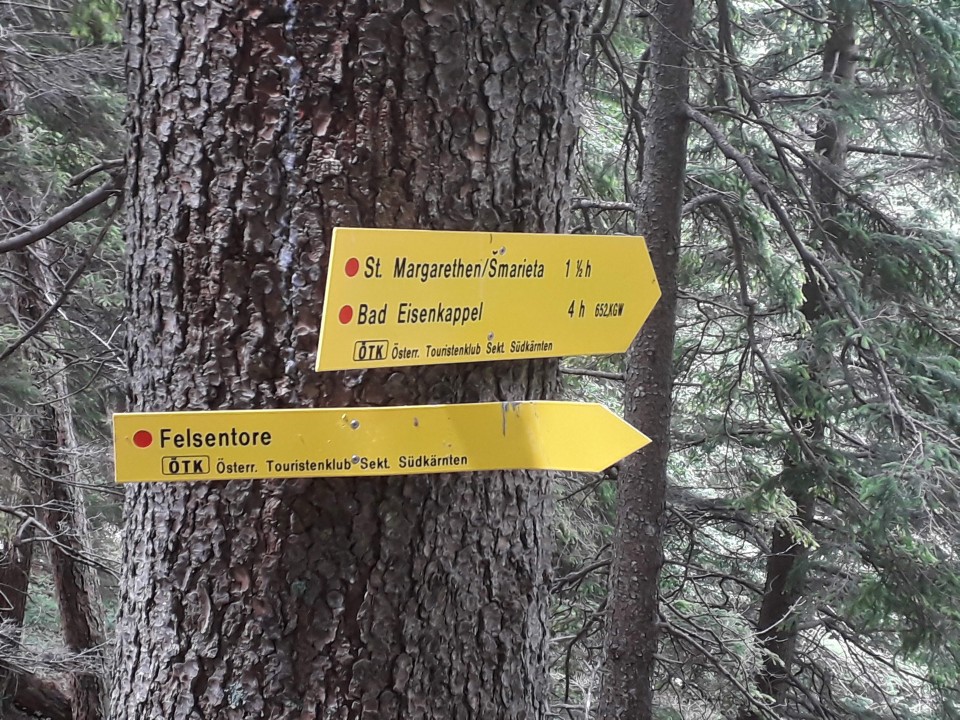 St. Margarethen/Šmarieta 1 ½ h
Bad Eisenkappel 4 h 652,KGW
ÖTK Österr. Touristenklub Sekt. Südkärnten
Felsentore
ÖTK Österr. Touristenklub Sekt. Südkärnten